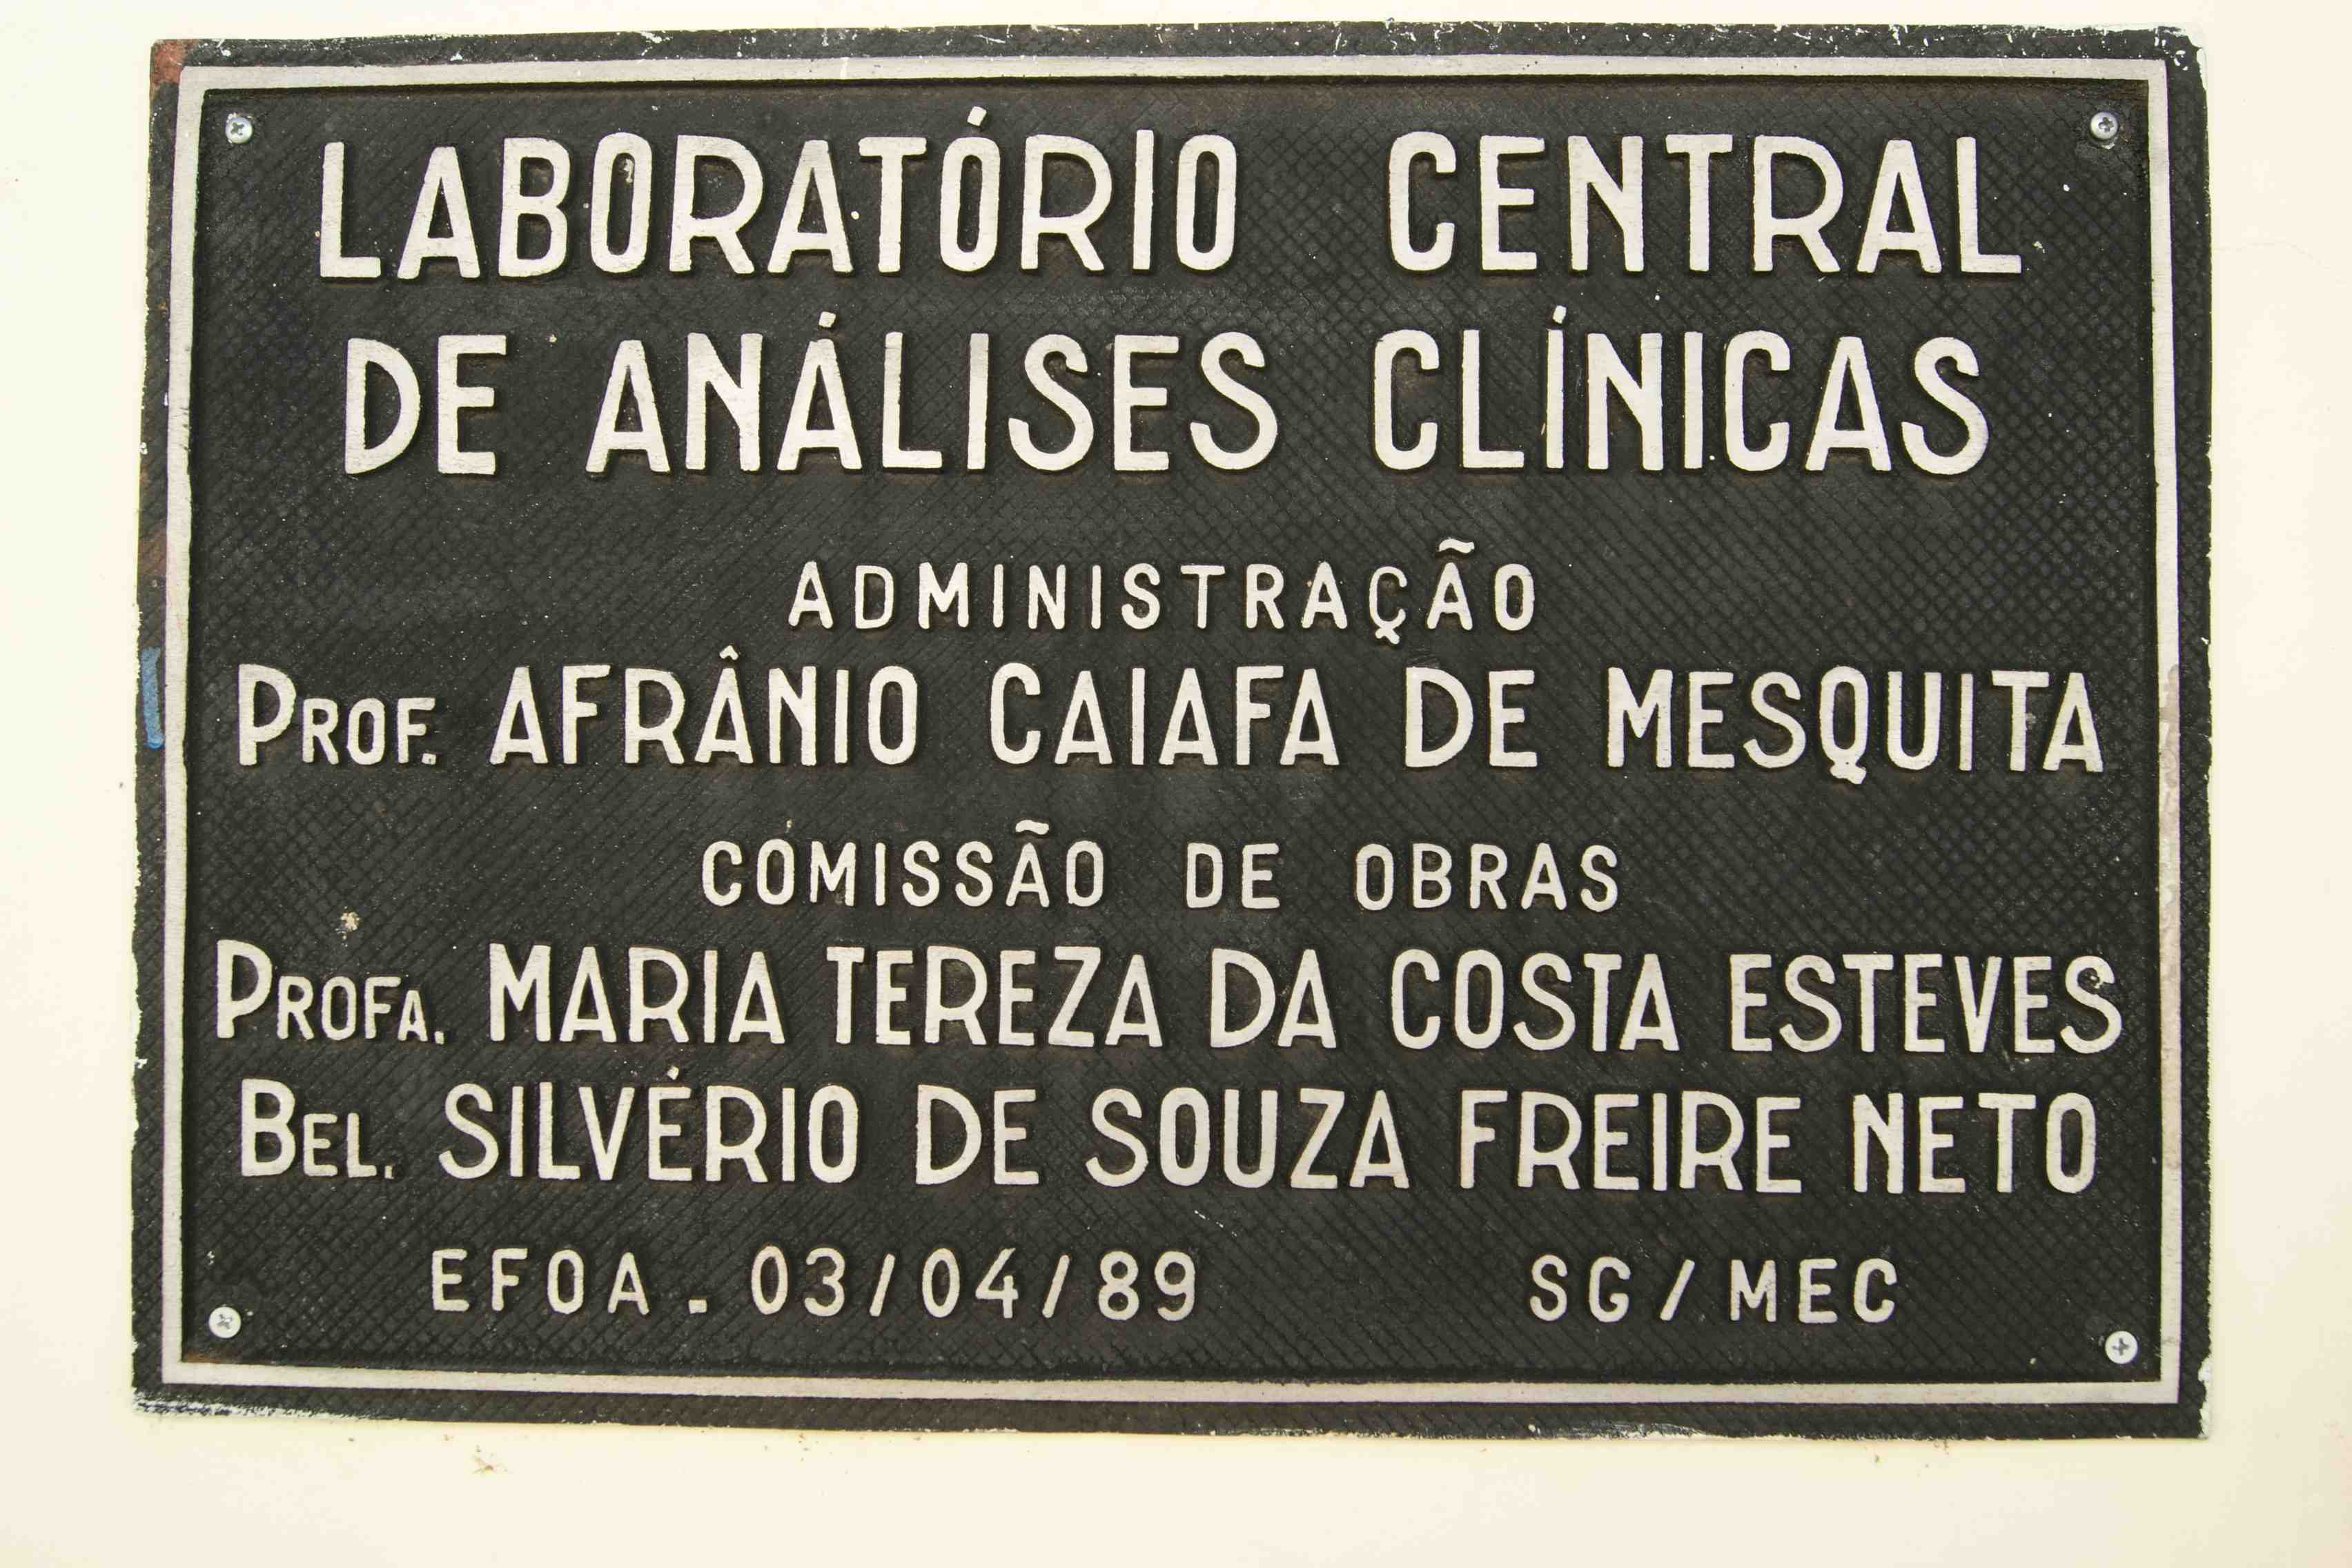 LABORATÓRIO CENTRAL
DE ANÁLISES CLÍNICAS
ADMINISTRAÇÃO
PROF. AFRÂNIO CAIAFA DE MESQUITA
COMISSÃO DE OBRAS
PROFA. MARIA TEREZA DA COSTA ESTEVES
BEL. SILVÉRIO DE SOUZA FREIRE NETO
EFOA. 03/04/89 SG/MEC